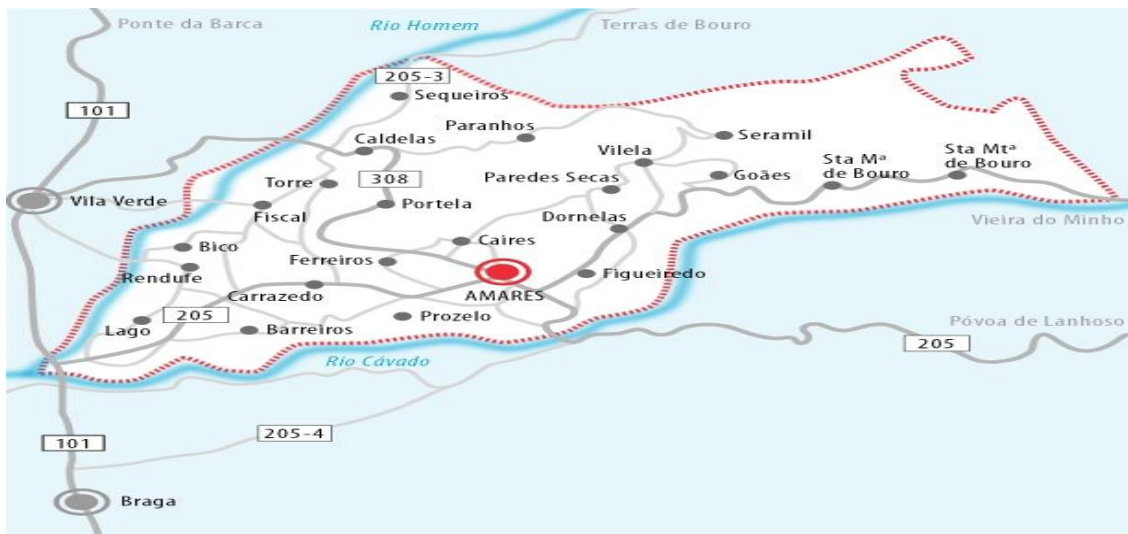 Ponte da Barca
Rio Homem
Terras de Bouro
205-3
Sequeiros
101
Paranhos
Seramil
Caldelas
Vilela
Sta Mª
de Bouro
Sta Mtª
de Bouro
Torre
308
Paredes Secas
Goães
Vila Verde
Portela
Fiscal
Dornelas
Vieira do Minho
Bico
Caires
Ferreiros
Rendufe
Figueiredo
Carrazedo
AMARES
205
Prozelo
Póvoa de Lanhoso
Lago
Barreiros
205
Rio Cávado
205-4
101
Braga